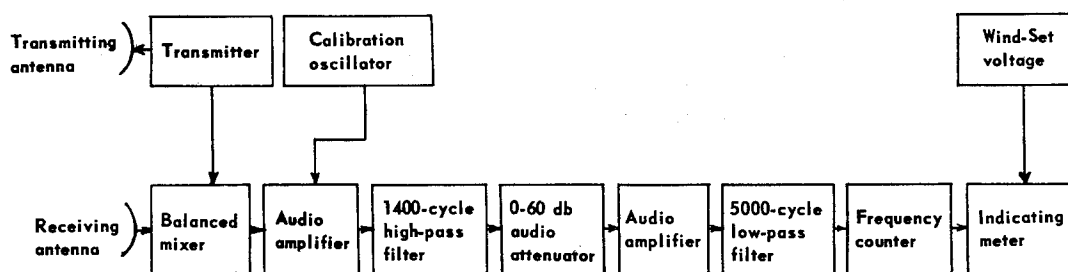 Transmitting
antenna
Transmitter
Calibration
oscillator
Wind-Set
voltage
Receiving
antenna
Balanced
mixer
Audio
amplifier
1400-cycle
high-pass
filter
0-60 db
audio
attenuator
Audio
amplifier
5000-cycle
low-pass
filter
Frequency
counter
Indicating
meter